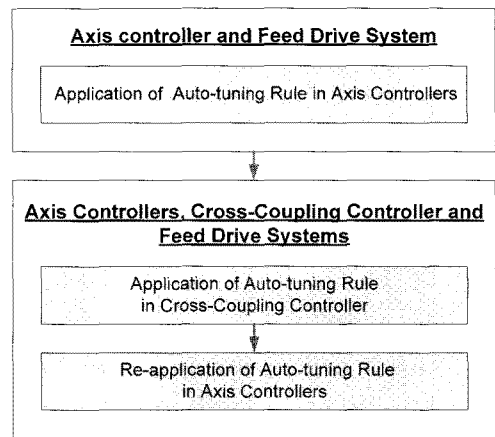 Axis controller and Feed Drive System
Application of Auto-tuning Rule in Axis Controllers
Axis Controllers, Cross-Coupling Controller and
Feed Drive Systems
Application of Auto-tuning Rule
in Cross-Coupling Controller
Re-application of Auto-tuning Rule
in Axis Controllers